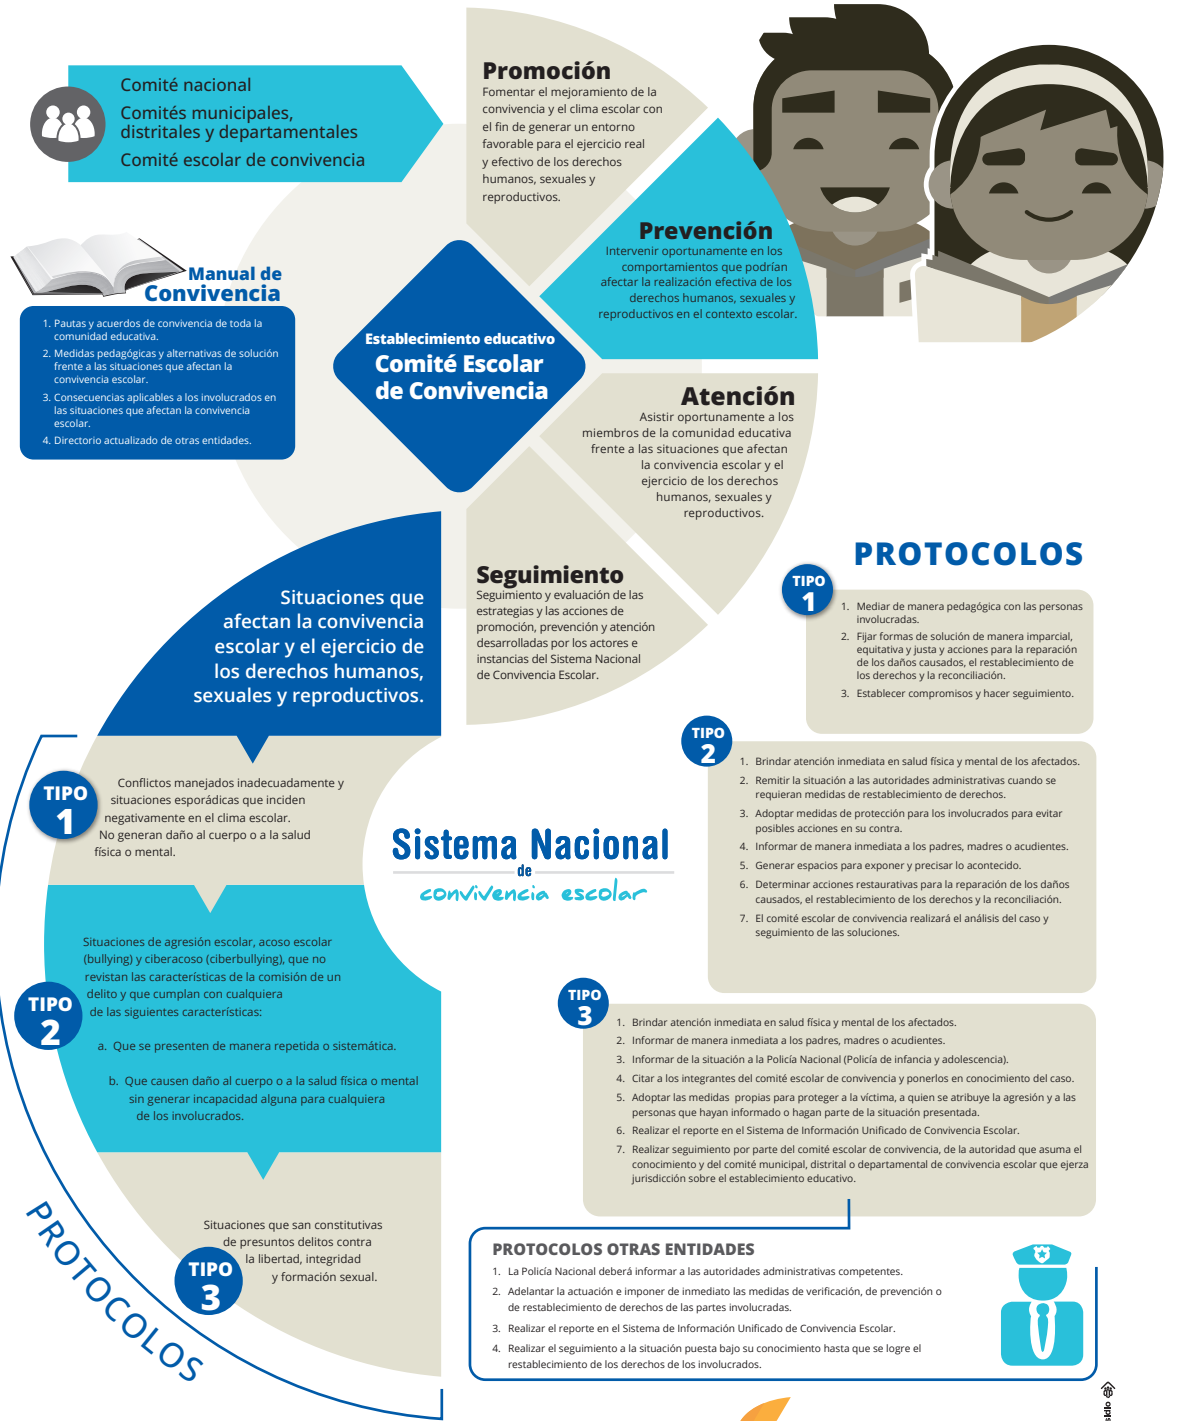 Comité nacional
Comités municipales,
distritales y departamentales
Comité escolar de convivencia
Promoción
Fomentar el mejoramiento de la
convivencia y el clima escolar con
el fin de generar un entorno
favorable para el ejercicio real
y efectivo de los derechos
humanos, sexuales y
reproductivos.
Prevención
Intervenir oportunamente en los
comportamientos que podrían
afectar la realización efectiva de los
derechos humanos, sexuales y
reproductivos en el contexto escolar.
Manual de
Convivencia
1. Pautas y acuerdos de convivencia de toda la
comunidad educativa.
2. Medidas pedagógicas y alternativas de solución
frente a las situaciones que afectan la
convivencia escolar.
3. Consecuencias aplicables a los involucrados en
las situaciones que afectan la convivencia
escolar.
4. Directorio actualizado de otras entidades.
Establecimiento educativo
Comité Escolar
de Convivencia
Atención
Asistir oportunamente a los
miembros de la comunidad educativa
frente a las situaciones que afectan
la convivencia escolar y el
ejercicio de los derechos
humanos, sexuales y
reproductivos.
Seguimiento
Seguimiento y evaluación de las
estrategias y las acciones de
promoción, prevención y atención
desarrolladas por los actores e
instancias del Sistema Nacional
de Convivencia Escolar.
Situaciones que
afectan la convivencia
escolar y el ejercicio de
los derechos humanos,
sexuales y reproductivos.
TIPO
1
Conflictos manejados inadecuadamente y
situaciones esporádicas que inciden
negativamente en el clima escolar.
No generan daño al cuerpo o a la salud
física o mental.
TIPO
2
Situaciones de agresión escolar, acoso escolar
(bullying) y ciberacoso (ciberbullying), que no
revistan las características de la comisión de un
delito y que cumplan con cualquiera
de las siguientes características:
a. Que se presenten de manera repetida o sistemática.
b. Que causen daño al cuerpo o a la salud física o mental
sin generar incapacidad alguna para cualquiera
de los involucrados.
TIPO
3
Situaciones que san constitutivas
de presuntos delitos contra
la libertad, integridad
y formación sexual.
PROTOCOLOS
Sistema Nacional
de
convivencia escolar
PROTOCOLOS
TIPO
1
1. Mediar de manera pedagógica con las personas
involucradas.
2. Fijar formas de solución de manera imparcial,
equitativa y justa y acciones para la reparación
de los daños causados, el restablecimiento de
los derechos y la reconciliación.
3. Establecer compromisos y hacer seguimiento.
TIPO
2
1. Brindar atención inmediata en salud física y mental de los afectados.
2. Remitir la situación a las autoridades administrativas cuando se
requieran medidas de restablecimiento de derechos.
3. Adoptar medidas de protección para los involucrados para evitar
posibles acciones en su contra.
4. Informar de manera inmediata a los padres, madres o acudientes.
5. Generar espacios para exponer y precisar lo acontecido.
6. Determinar acciones restaurativas para la reparación de los daños
causados, el restablecimiento de los derechos y la reconciliación.
7. El comité escolar de convivencia realizará el análisis del caso y
seguimiento de las soluciones.
TIPO
3
1. Brindar atención inmediata en salud física y mental de los afectados.
2. Informar de manera inmediata a los padres, madres o acudientes.
3. Informar de la situación a la Policía Nacional (Policía de infancia y adolescencia).
4. Citar a los integrantes del comité escolar de convivencia y ponerlos en conocimiento del caso.
5. Adoptar las medidas propias para proteger a la víctima, a quien se atribuye la agresión y a las
personas que hayan informado o hagan parte de la situación presentada.
6. Realizar el reporte en el Sistema de Información Unificado de Convivencia Escolar.
7. Realizar seguimiento por parte del comité escolar de convivencia, de la autoridad que asuma el
conocimiento y del comité municipal, distrital o departamental de convivencia escolar que ejerza
jurisdicción sobre el establecimiento educativo.
PROTOCOLOS OTRAS ENTIDADES
1. La Policía Nacional deberá informar a las autoridades administrativas competentes.
2. Adelantar la actuación e imponer de inmediato las medidas de verificación, de prevención o
de restablecimiento de derechos de las partes involucradas.
3. Realizar el reporte en el Sistema de Información Unificado de Convivencia Escolar.
4. Realizar el seguimiento a la situación puesta bajo su conocimiento hasta que se logre el
restablecimiento de los derechos de los involucrados.